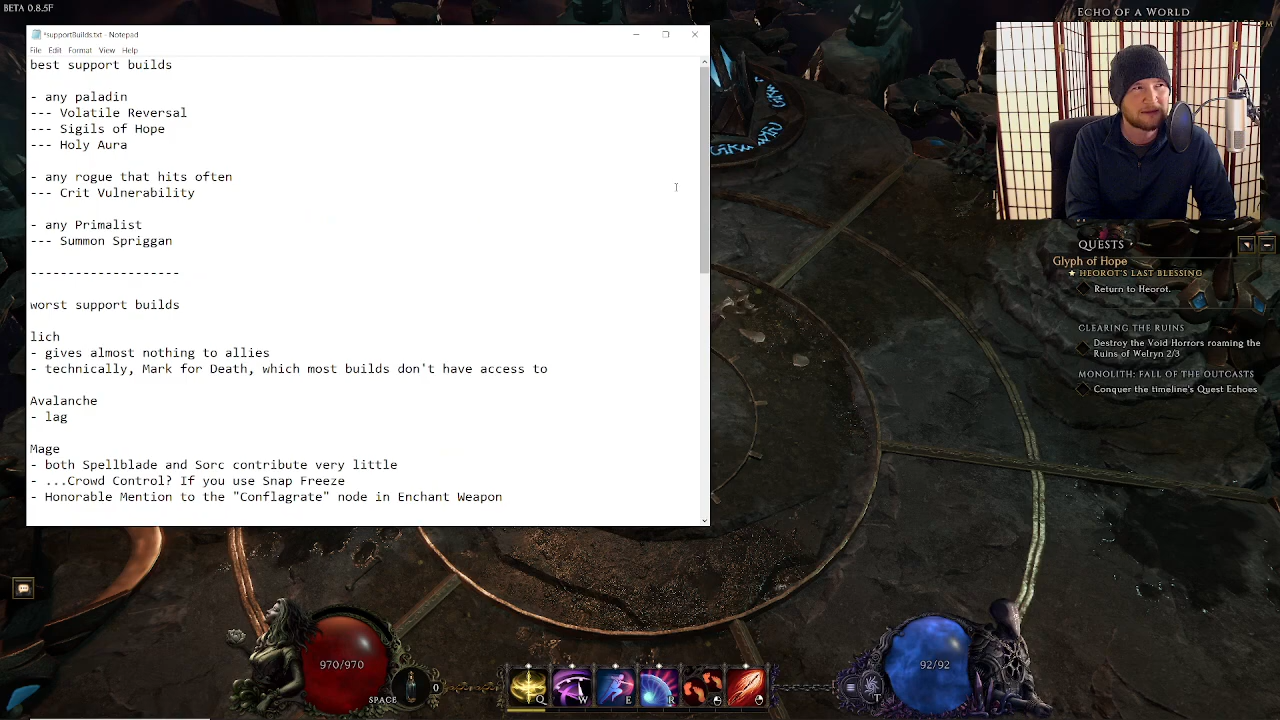 BETA 0.8.5F
*supportBuilds.txt - Notepad
File Edit Format View Help
best support builds
- any paladin
--- Volatile Reversal
--- Sigils of Hope
--- Holy Aura
- any rogue that hits often
--- Crit Vulnerability
- any Primalist
--- Summon Spriggan
--------------------
worst support builds
lich
- gives almost nothing to allies
- technically, Mark for Death, which most builds don't have access to
Avalanche
- lag
Mage
- both Spellblade and Sorc contribute very little
- ...Crowd Control? If you use Snap Freeze
- Honorable Mention to the "Conflagrate" node in Enchant Weapon
ECHO OF A WORLD
QUESTS
Glyph of Hope
HEOROT'S LAST BLESSING
Return to Heorot.
CLEARING THE RUINS
Destroy the Void Horrors roaming the
Ruins of Welryn 2/3
MONOLITH: FALL OF THE OUTCASTS
Conquer the timeline's Quest Echoes
970/970
SPACE
0
Q
W
E
R
92/92
T